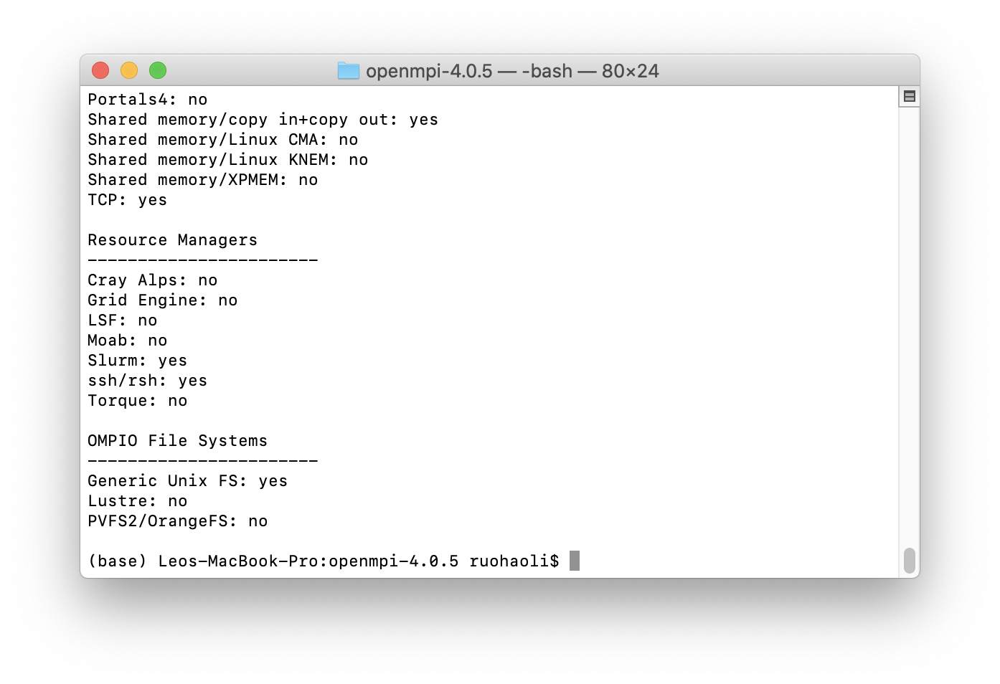 openmpi-4.0.5 — -bash — 80×24
Portals4: no
Shared memory/copy in+copy out: yes
Shared memory/Linux CMA: no
Shared memory/Linux KNEM: no
Shared memory/XPMEM: no
TCP: yes
Resource Managers
-----------------------
Cray Alps: no
Grid Engine: no
LSF: no
Moab: no
Slurm: yes
ssh/rsh: yes
Torque: no
OMPIO File Systems
-----------------------
Generic Unix FS: yes
Lustre: no
PVFS2/OrangeFS: no
(base) Leos-MacBook-Pro:openmpi-4.0.5 ruohaoli$